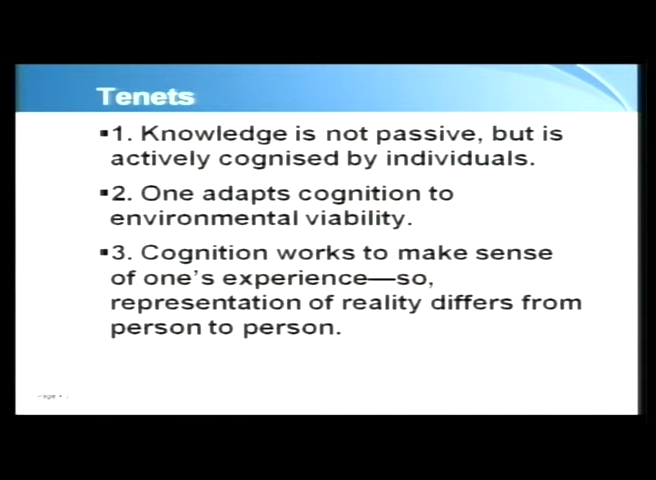 Tenets
▪1. Knowledge is not passive, but is
actively cognised by individuals.
▪2. One adapts cognition to
environmental viability.
▪3. Cognition works to make sense
of one's experience—so,
representation of reality differs from
person to person.